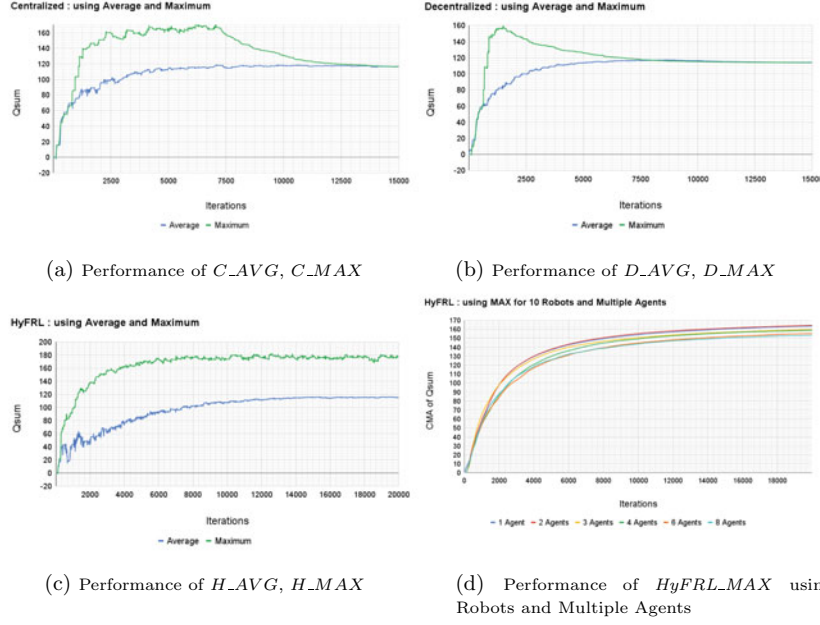 Centralized : using Average and Maximum
160
140
120
100
80
60
40
20
0
-20
Qsum
2500 5000 7500 10000 12500 15000
Iterations
Average Maximum
(a) Performance of C_AVG, C_MAX
Decentralized : using Average and Maximum
160
140
120
100
80
60
40
20
0
-20
Qsum
2500 5000 7500 10000 12500 15000
Iterations
Average Maximum
(b) Performance of D_AVG, D_MAX
HyFRL : using Average and Maximum
200
180
160
140
120
100
80
60
40
20
0
-20
Qsum
2000 4000 6000 8000 10000 12000 14000 16000 18000 20000
Iterations
Average Maximum
(c) Performance of H_AVG, H_MAX
HyFRL : using MAX for 10 Robots and Multiple Agents
170
160
150
140
130
120
110
100
90
80
70
60
50
40
30
20
10
0
CMA of Qsum
0 2000 4000 6000 8000 10000 12000 14000 16000 18000
Iterations
1 Agent 2 Agents 3 Agents 4 Agents 6 Agents 8 Agents
(d) Performance of HyFRL_MAX usin
Robots and Multiple Agents